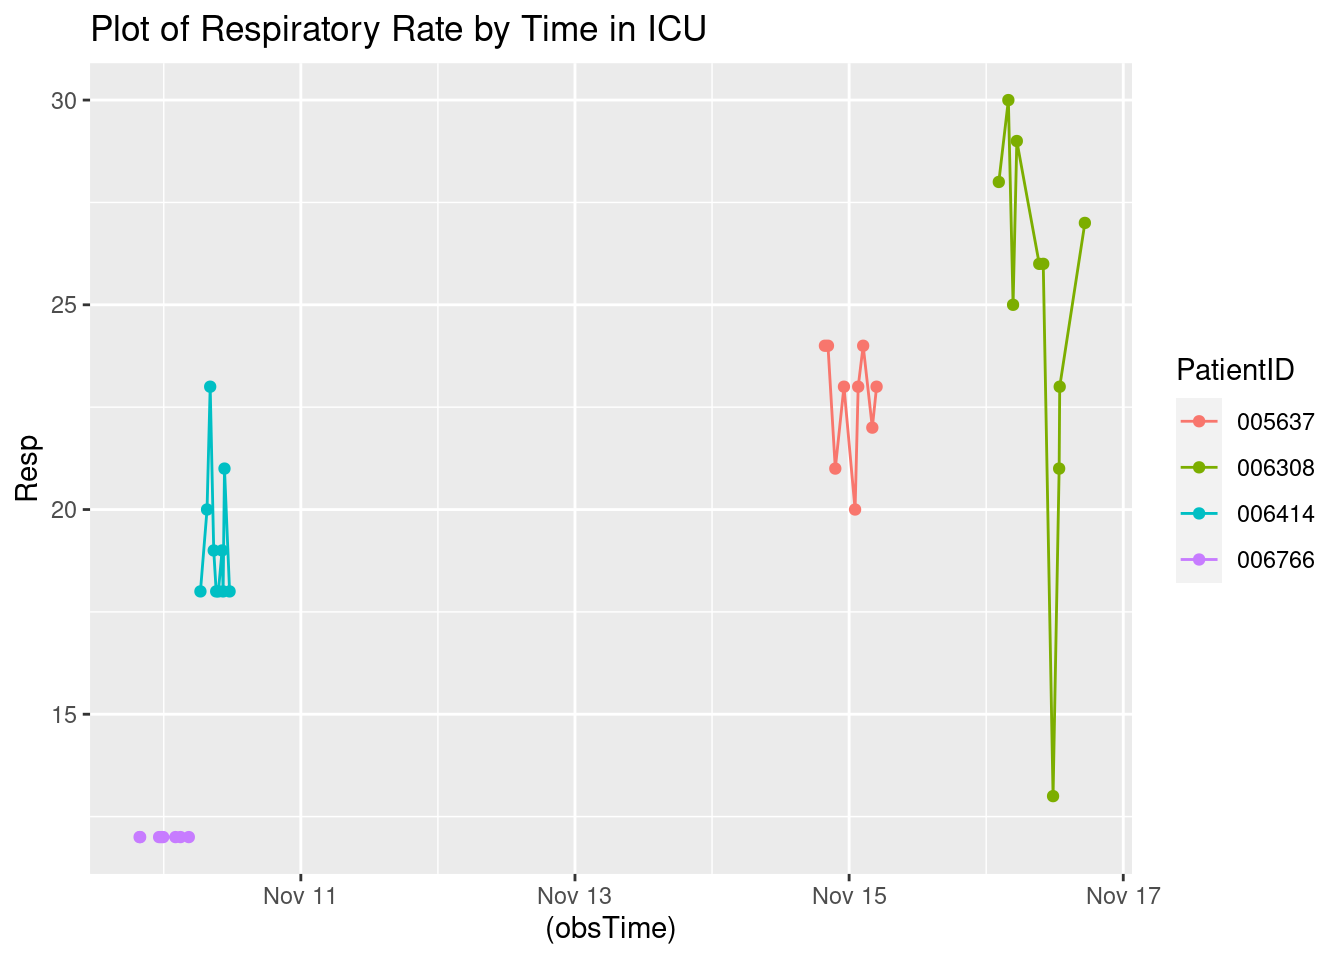 Plot of Respiratory Rate by Time in ICU
30
25
20
15
Resp
Nov 11
Nov 13
Nov 15
Nov 17
(obsTime)
PatientID
005637
006308
006414
006766